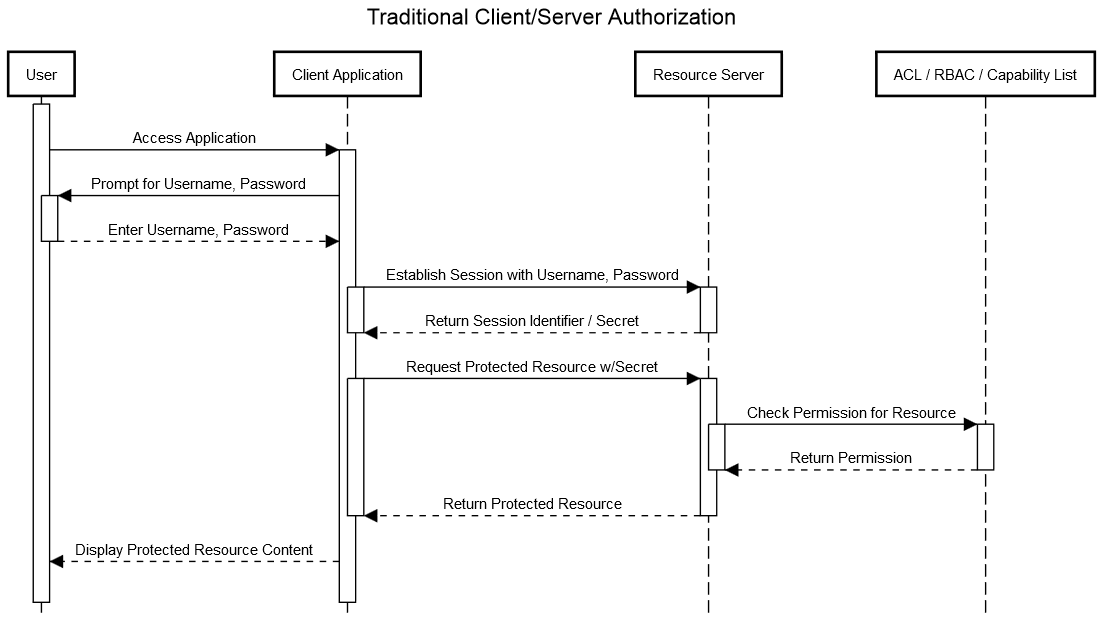 Traditional Client/Server Authorization
User
Client Application
Resource Server
ACL / RBAC / Capability List
Access Application
Prompt for Username, Password
Enter Username, Password
Establish Session with Username, Password
Return Session Identifier / Secret
Request Protected Resource w/Secret
Check Permission for Resource
Return Permission
Return Protected Resource
Display Protected Resource Content